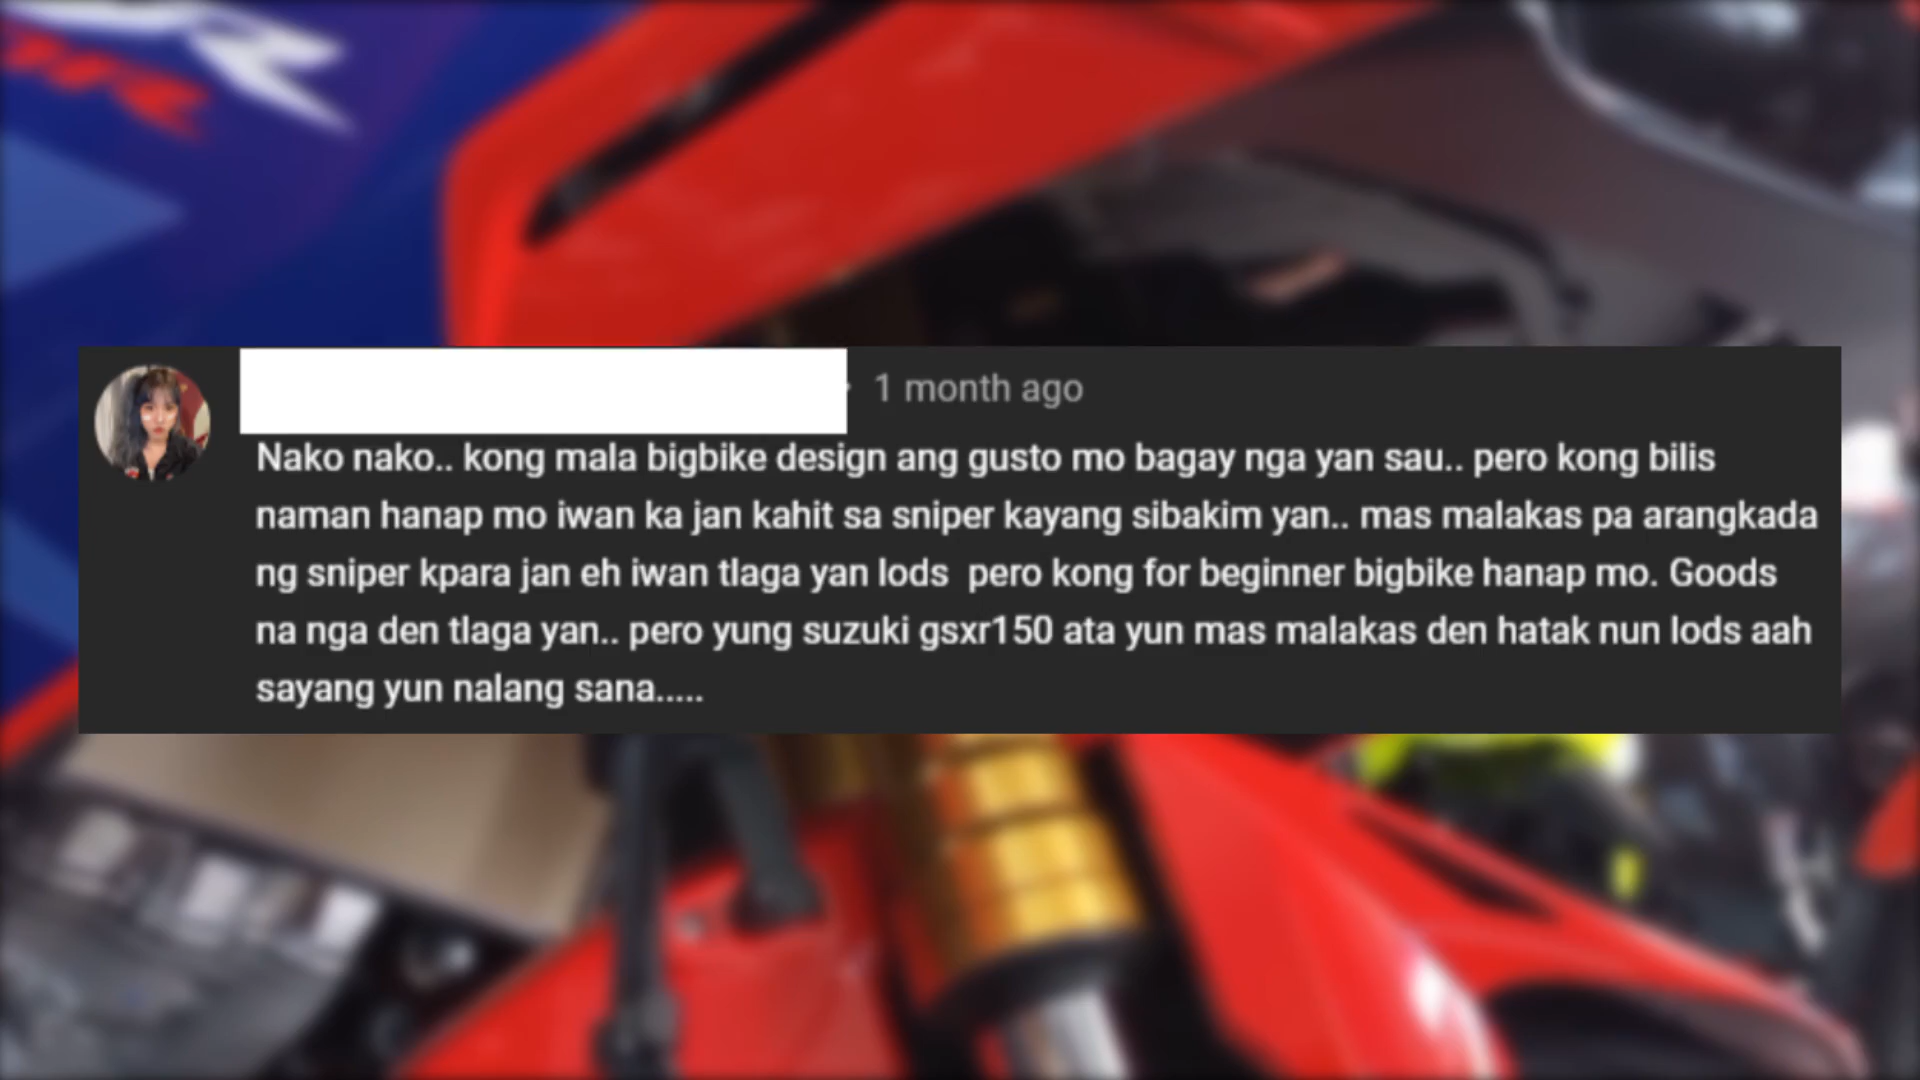 1 month ago
Nako nako.. kong mala bigbike design ang gusto mo bagay nga yan sau.. pero kong bilis
naman hanap mo iwan ka jan kahit sa sniper kayang sibakim yan.. mas malakas pa arangkada
ng sniper kpara jan eh iwan tlaga yan lods  pero kong for beginner bigbike hanap mo. Goods
na nga den tlaga yan.. pero yung suzuki gsxr150 ata yun mas malakas den hatak nun lods aah
sayang yun nalang sana.....